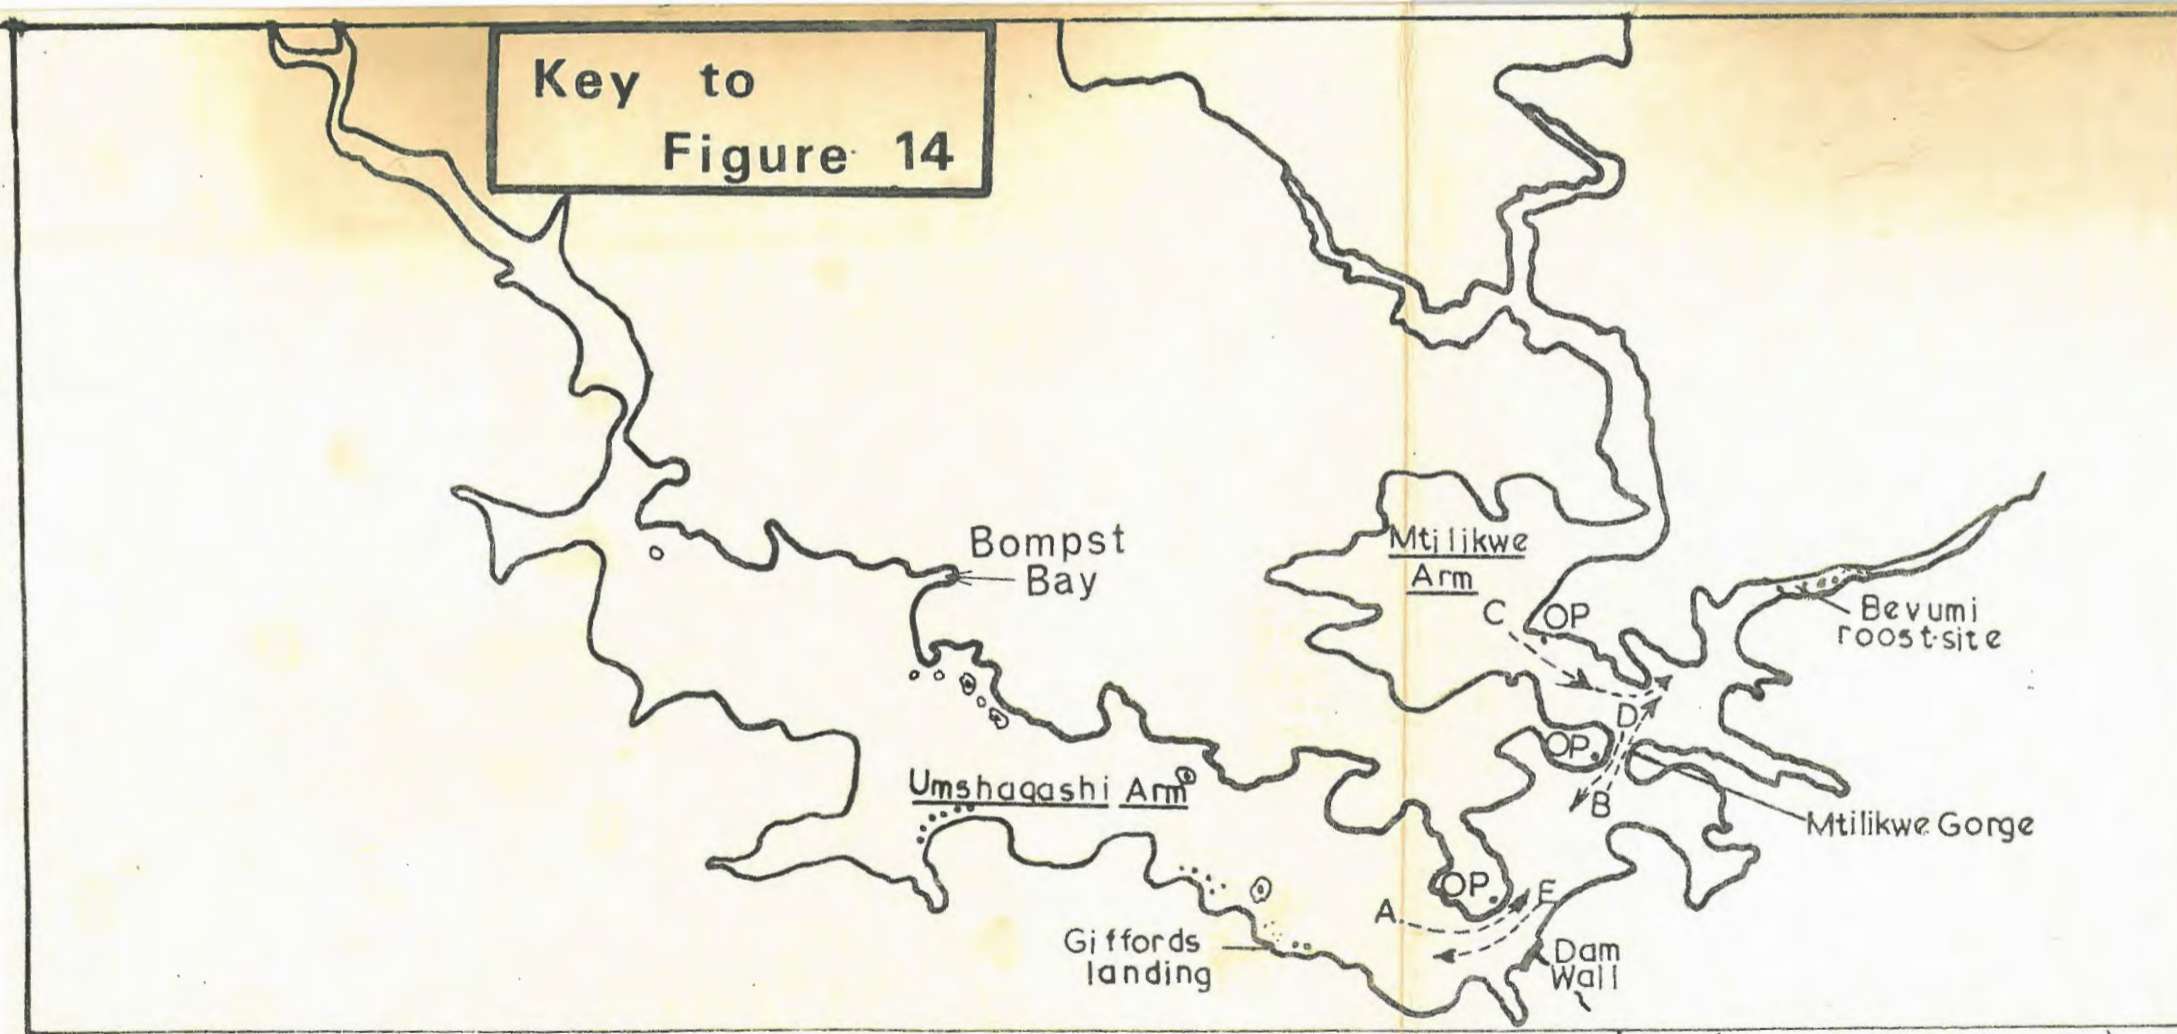 Key to
Figure 14
Bompst
Bay
Mtilikwe
Arm
C
OP
Bevumi
roost-site
D
OP
B
Mtilikwe Gorge
Umshagashi Arm
OP
A
E
Giffords
landing
Dam
Wall